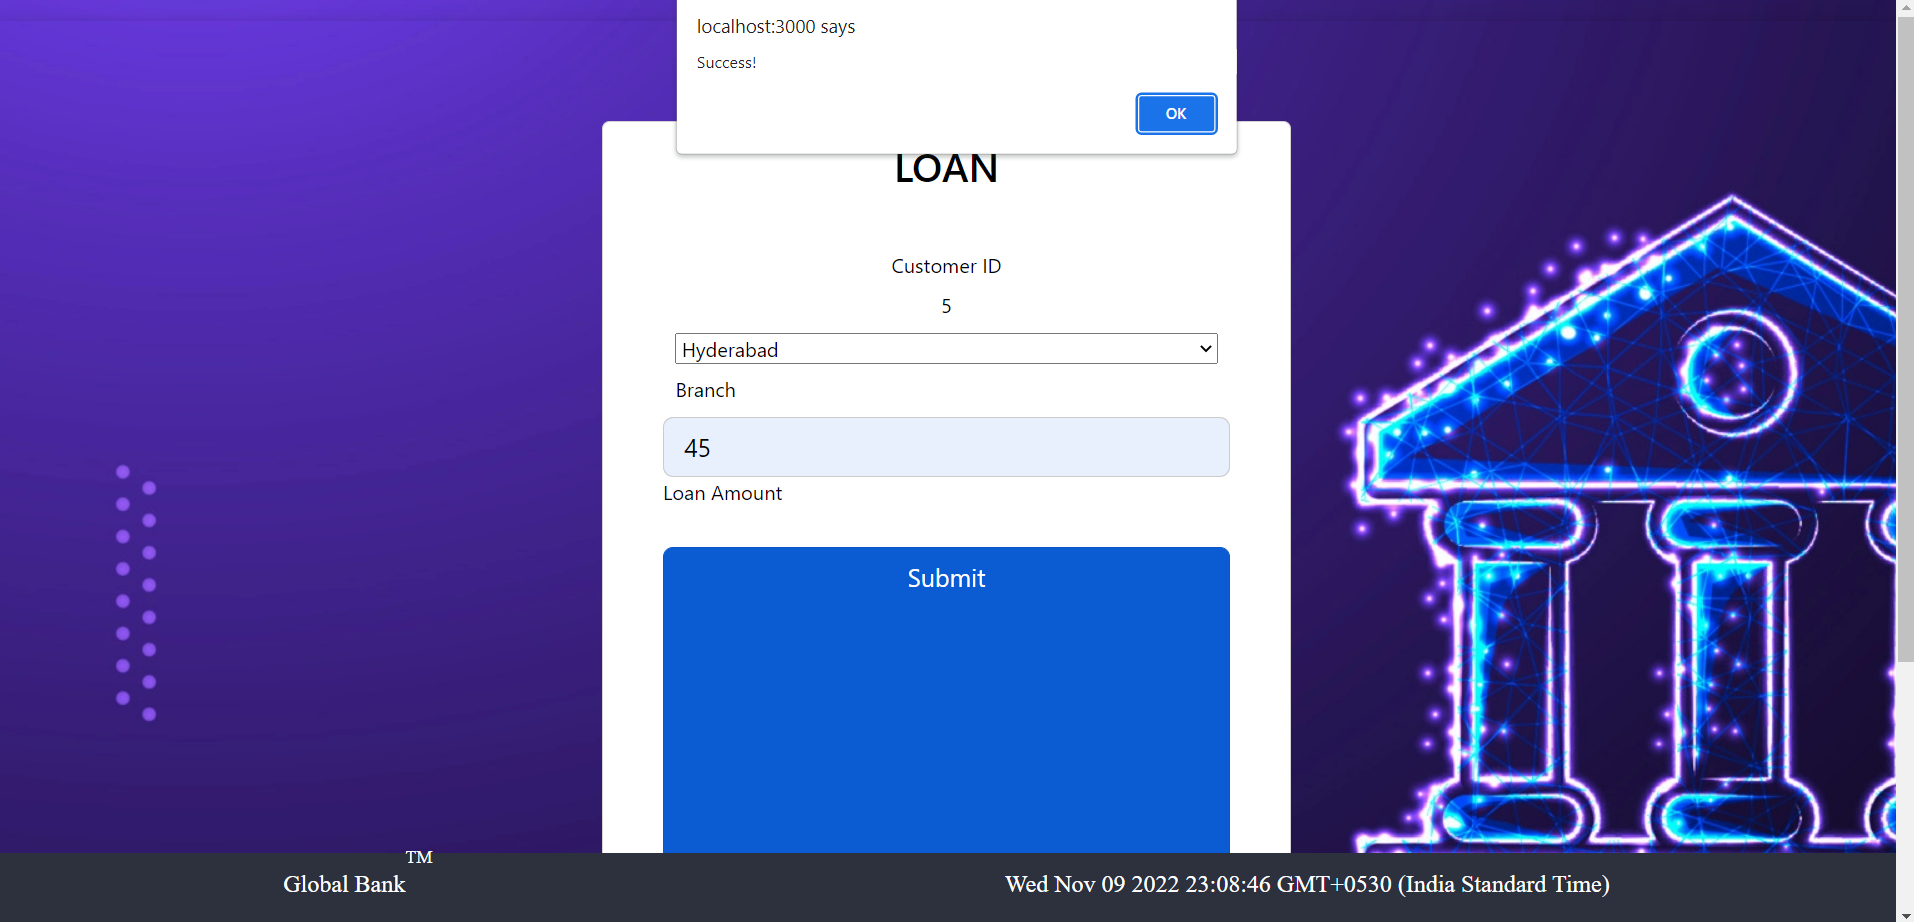 localhost:3000 says
Success!
OK
LOAN
Customer ID
5
Hyderabad
Branch
45
Loan Amount
Submit
Global Bank TM
Wed Nov 09 2022 23:08:46 GMT+0530 (India Standard Time)